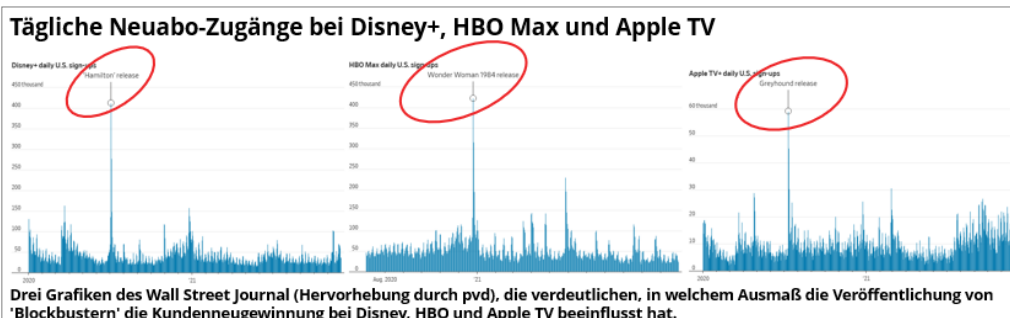 Tägliche Neuabo-Zugänge bei Disney+, HBO Max und Apple TV
Disney+ daily U.S. sign-ups
Hamilton' release
450 thousand
400
350
300
250
200
150
100
50
0
2020
'21
HBO Max daily U.S. sign-ups
Wonder Woman 1984 release
450 thousand
400
350
300
250
200
150
100
50
0
Aug. 2020
'21
Apple TV+ daily U.S. sign-ups
Greyhound release
60 thousand
50
40
30
20
10
0
2020
'21
Drei Grafiken des Wall Street Journal (Hervorhebung durch pvd), die verdeutlichen, in welchem Ausmaß die Veröffentlichung von
'Blockbustern' die Kundenneugewinnung bei Disney, HBO und Apple TV beeinflusst hat.